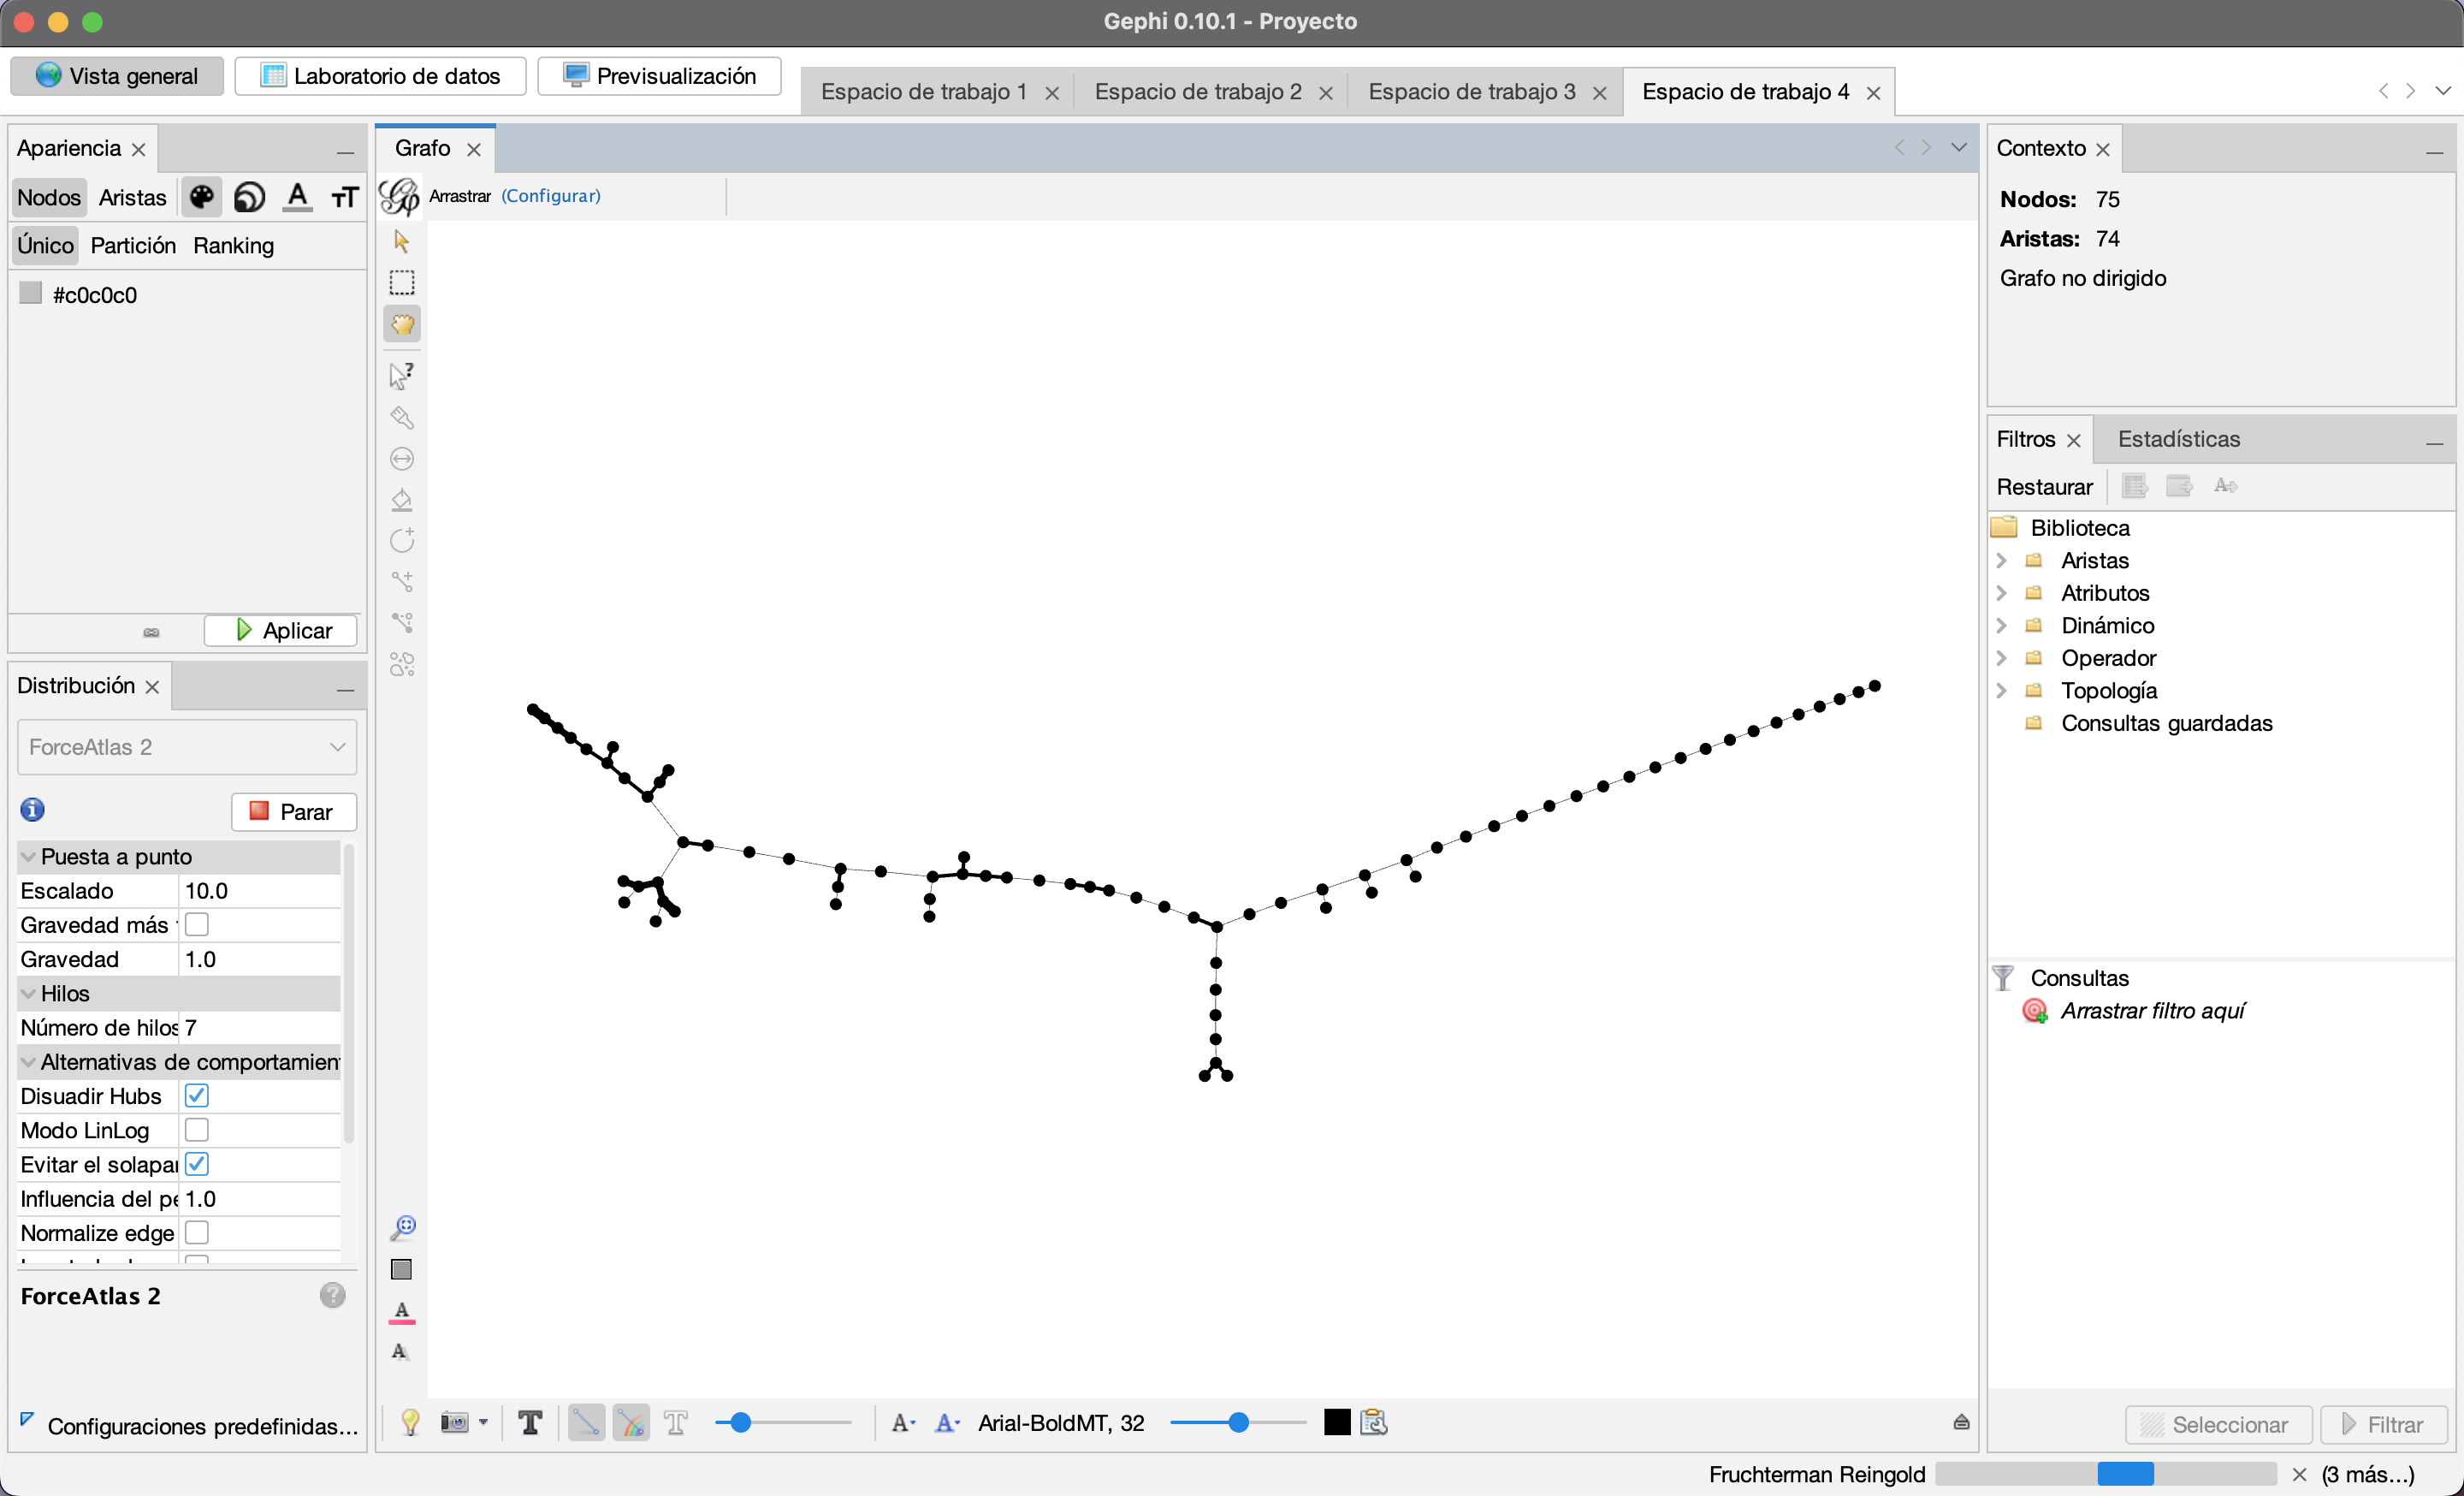 Gephi 0.10.1 - Proyecto
Vista general
Laboratorio de datos
Previsualización
Espacio de trabajo 1
Espacio de trabajo 2
Espacio de trabajo 3
Espacio de trabajo 4
Apariencia
Nodos Aristas
Único Partición Ranking
#c0c0c0
Aplicar
Distribución
ForceAtlas 2
Parar
Puesta a punto
Escalado 10.0
Gravedad más
Gravedad 1.0
Hilos
Número de hilos 7
Alternativas de comportamien
Disuadir Hubs
Modo LinLog
Evitar el solapa
Influencia del pe 1.0
Normalize edge
ForceAtlas 2
Configuraciones predefinidas...
Grafo
Arrastrar (Configurar)
Arial-BoldMT, 32
Contexto
Nodos: 75
Aristas: 74
Grafo no dirigido
Filtros
Estadísticas
Restaurar
Biblioteca
Aristas
Atributos
Dinámico
Operador
Topología
Consultas guardadas
Consultas
Arrastrar filtro aquí
Seleccionar
Filtrar
Fruchterman Reingold
(3 más...)